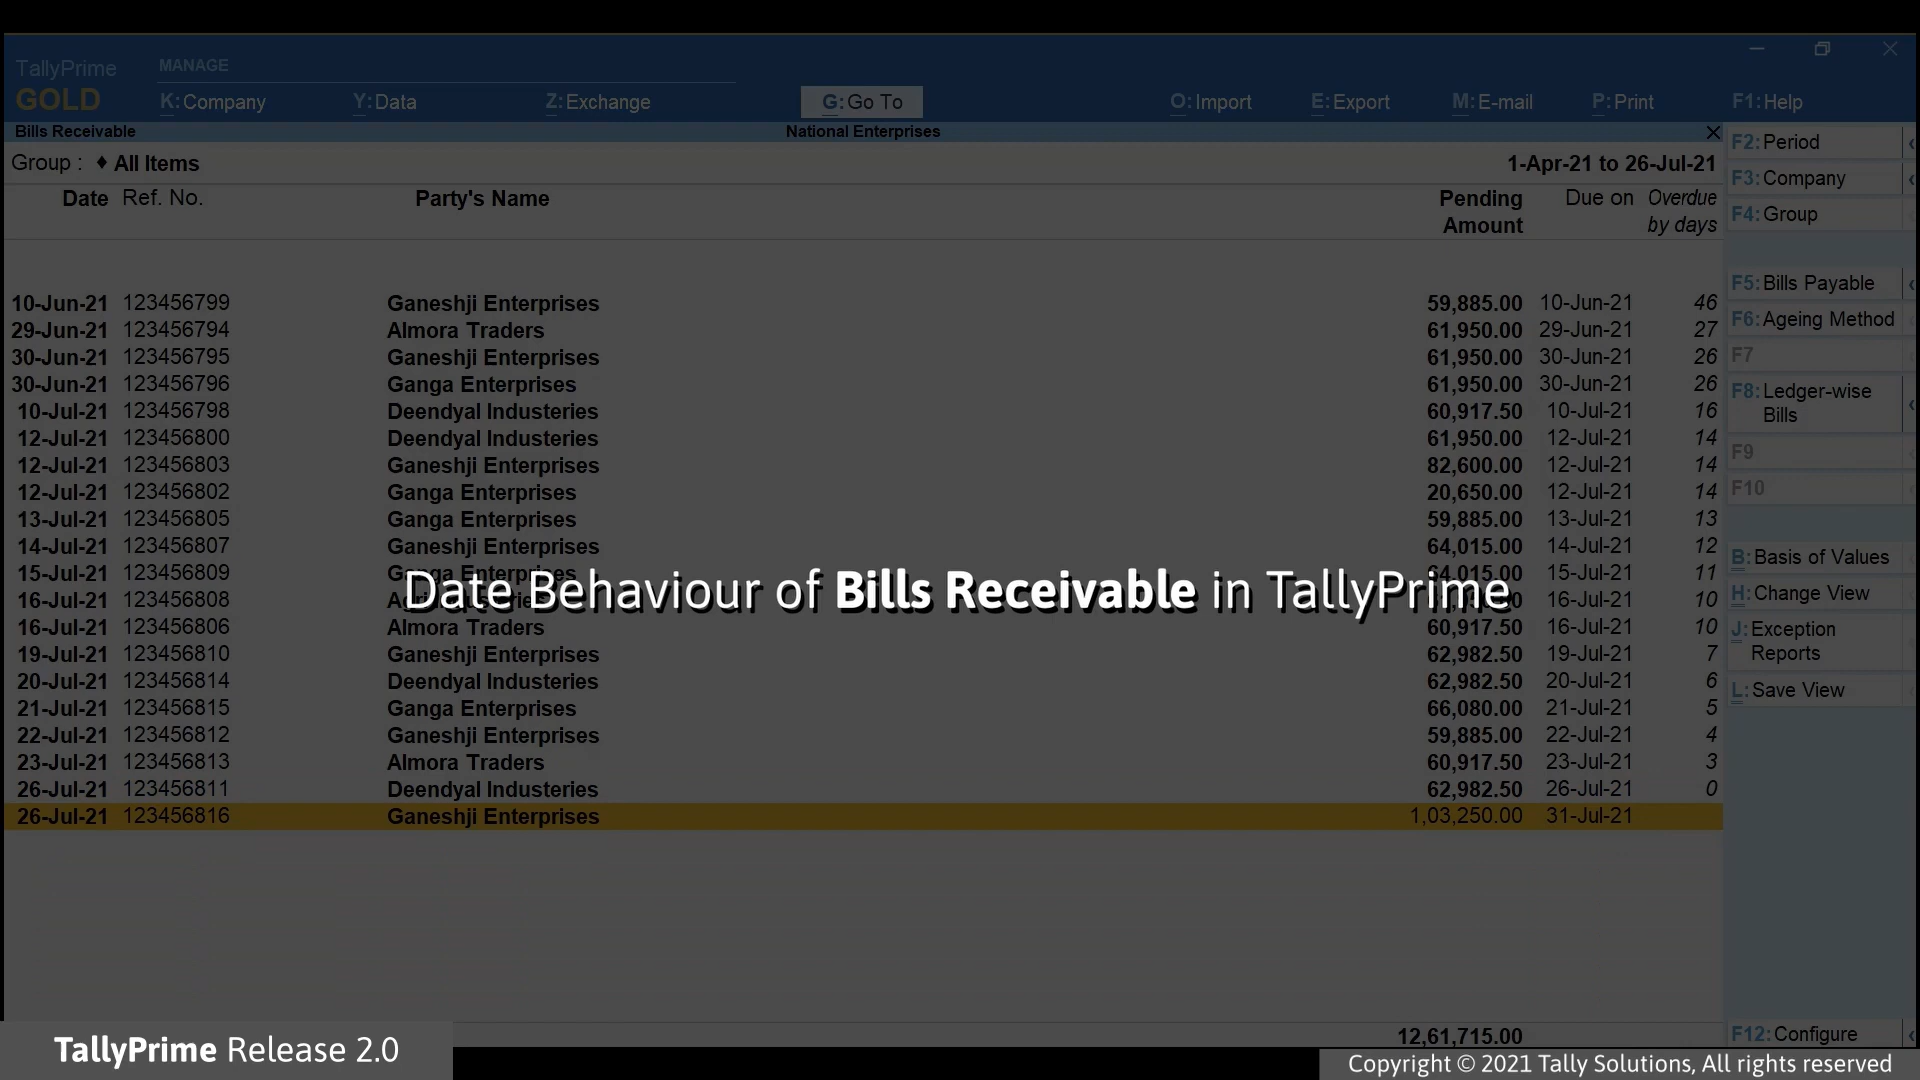 TallyPrime
GOLD
MANAGE
K:Company Y:Data Z:Exchange G:Go To O:Import E:Export M:E-mail P:Print F1:Help
Bills Receivable National Enterprises
Group : ♦ All Items 1-Apr-21 to 26-Jul-21
Date Ref. No. Party's Name Pending Amount Due on Overdue by days
10-Jun-21 123456799 Ganeshji Enterprises 59,885.00 10-Jun-21 46
29-Jun-21 123456794 Almora Traders 61,950.00 29-Jun-21 27
30-Jun-21 123456795 Ganeshji Enterprises 61,950.00 30-Jun-21 26
30-Jun-21 123456796 Ganga Enterprises 61,950.00 30-Jun-21 26
10-Jul-21 123456798 Deendyal Industeries 60,917.50 10-Jul-21 16
12-Jul-21 123456800 Deendyal Industeries 61,950.00 12-Jul-21 14
12-Jul-21 123456803 Ganeshji Enterprises 82,600.00 12-Jul-21 14
12-Jul-21 123456802 Ganga Enterprises 20,650.00 12-Jul-21 14
13-Jul-21 123456805 Ganga Enterprises 59,885.00 13-Jul-21 13
14-Jul-21 123456807 Ganeshji Enterprises 64,015.00 14-Jul-21 12
15-Jul-21 123456809 Ganga Enterprises 64,015.00 15-Jul-21 11
Date Behaviour of Bills Receivable in TallyPrime
16-Jul-21 123456808 16-Jul-21 10
16-Jul-21 123456806 Almora Traders 60,917.50 16-Jul-21 10
19-Jul-21 123456810 Ganeshji Enterprises 62,982.50 19-Jul-21 7
20-Jul-21 123456814 Deendyal Industeries 62,982.50 20-Jul-21 6
21-Jul-21 123456815 Ganga Enterprises 66,080.00 21-Jul-21 5
22-Jul-21 123456812 Ganeshji Enterprises 59,885.00 22-Jul-21 4
23-Jul-21 123456813 Almora Traders 60,917.50 23-Jul-21 3
26-Jul-21 123456811 Deendyal Industeries 62,982.50 26-Jul-21 0
26-Jul-21 123456816 Ganeshji Enterprises 1,03,250.00 31-Jul-21
12,61,715.00
F2:Period
F3:Company
F4:Group
F5:Bills Payable
F6:Ageing Method
F7
F8:Ledger-wise
Bills
F9
F10
B:Basis of Values
H:Change View
J:Exception
Reports
L:Save View
F12:Configure
TallyPrime Release 2.0
Copyright © 2021 Tally Solutions, All rights reserved